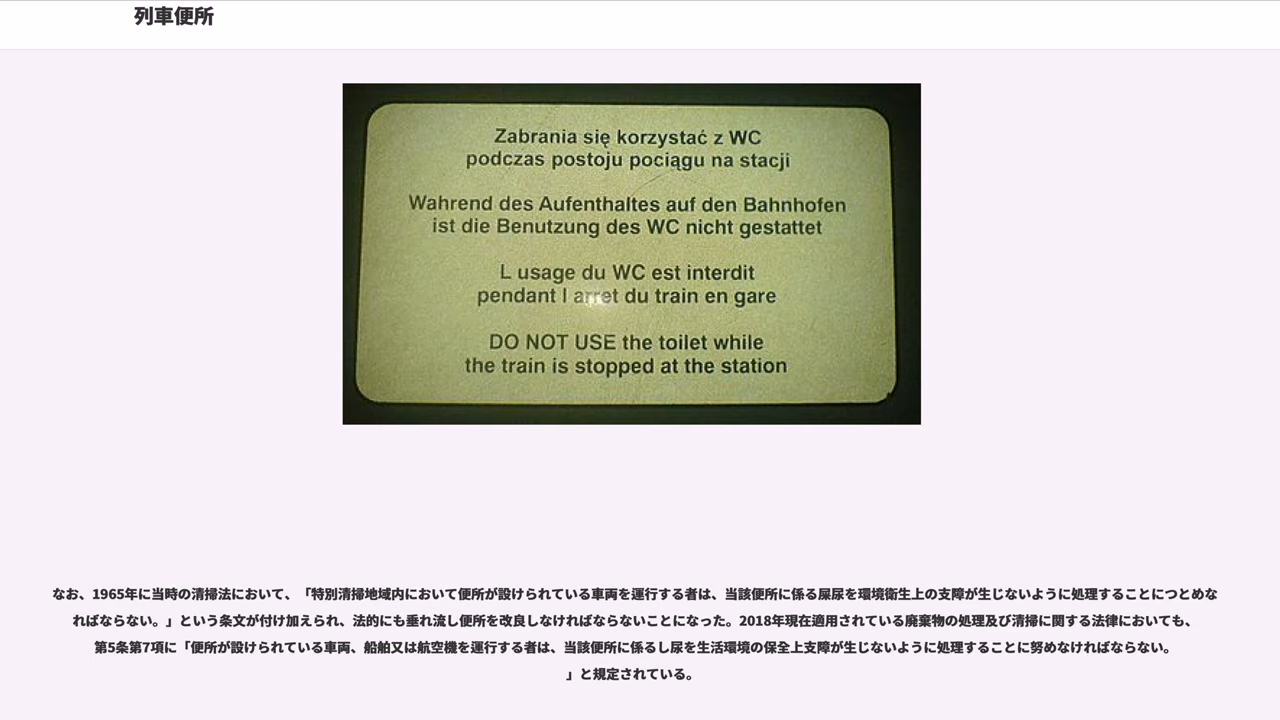 列車便所
Zabrania się korzystać z WC
podczas postoju pociągu na stacji
Wahrend des Aufenthaltes auf den Bahnhofen
ist die Benutzung des WC nicht gestattet
L usage du WC est interdit
pendant l arret du train en gare
DO NOT USE the toilet while
the train is stopped at the station
なお、1965年に当時の清掃法において、「特別清掃地域内において便所が設けられている車両を運行する者は、当該便所に係る屎尿を環境衛生上の支障が生じないように処理することにつとめな
ければならない。」という条文が付け加えられ、法的にも垂れ流し便所を改良しなければならないことになった。2018年現在適用されている廃棄物の処理及び清掃に関する法律においても、
第5条第7項に「便所が設けられている車両、船舶又は航空機を運行する者は、当該便所に係るし尿を生活環境の保全上支障が生じないように処理することに努めなければならない。
」と規定されている。